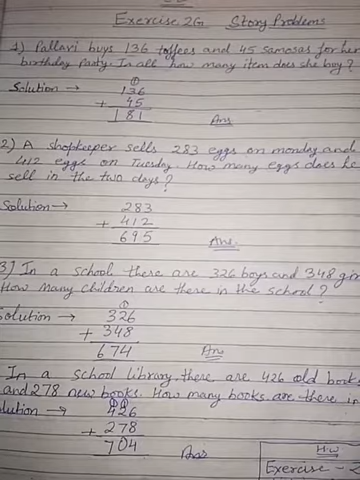 Exercise 2G Story Problems
1) Pallavi buys 136 toffees and 45 samosas for her
birthday Party. In all how many item does she boy?
Solution → ①
136
+ 45
181 Ans
2) A shopkeeper sells 283 eggs on monday and
412 eggs on Tuesday. How many eggs does he
sell in the two days?
Solution → 283
+ 412
695 Ans.
3) In a school there are 326 boys and 348
How Many children are there in the school?
①
Solution → 326
+ 348
674 Ans
In a school library there are 426 old
and 278 new books. How many books are there in
①①
→ 426
+ 278
704 Ans
H.W
Exercise -